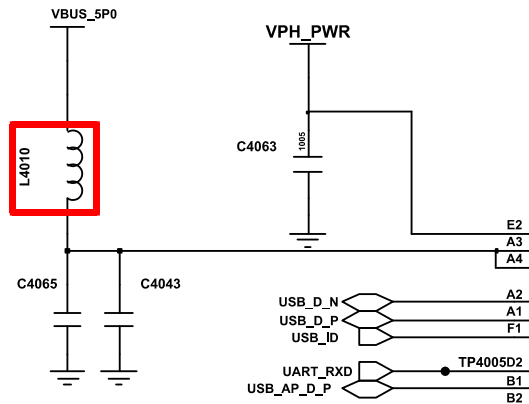 VBUS_5P0
VPH_PWR
L4010
C4063
1005
E2
A3
A4
C4065
C4043
USB_D_N
A2
USB_D_P
A1
USB_ID
F1
UART_RXD
TP4005D2
USB_AP_D_P
B1
B2